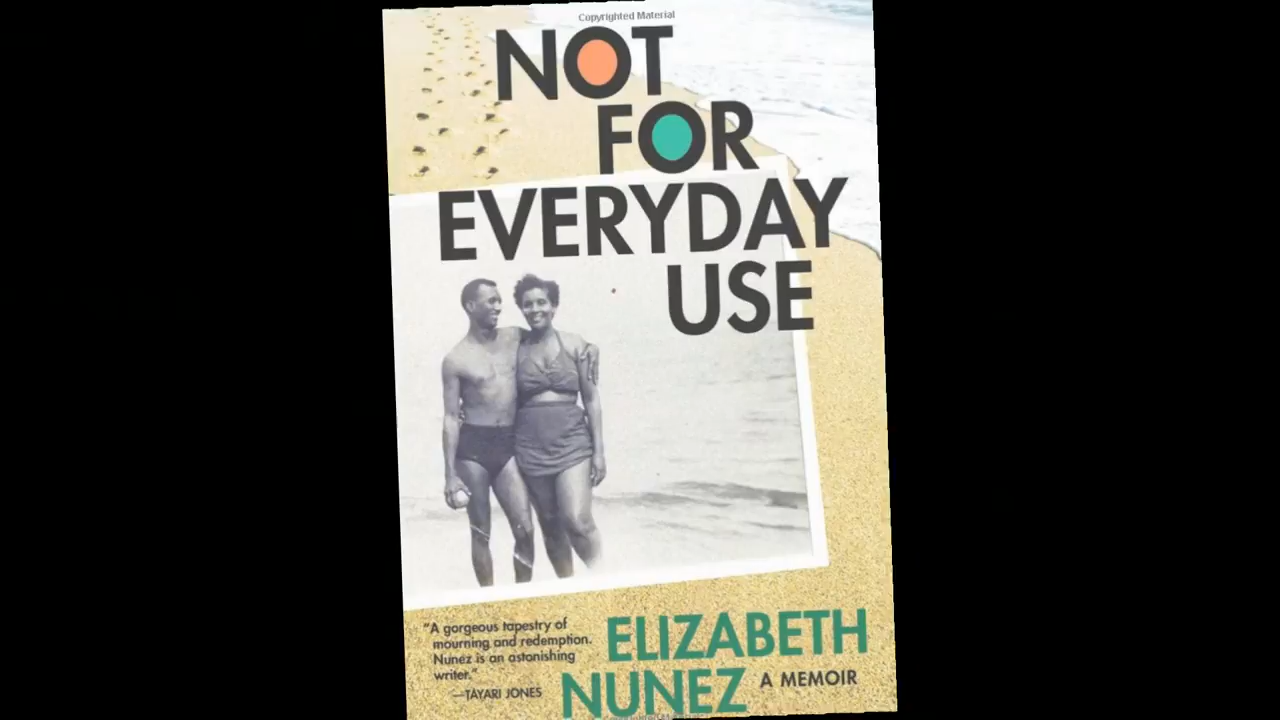 Copyrighted Material
NOT
FOR
EVERYDAY
USE
"A gorgeous tapestry of
mourning and redemption.
Nunez is an astonishing
writer."
—TAYARI JONES
ELIZABETH
NUNEZ
A MEMOIR